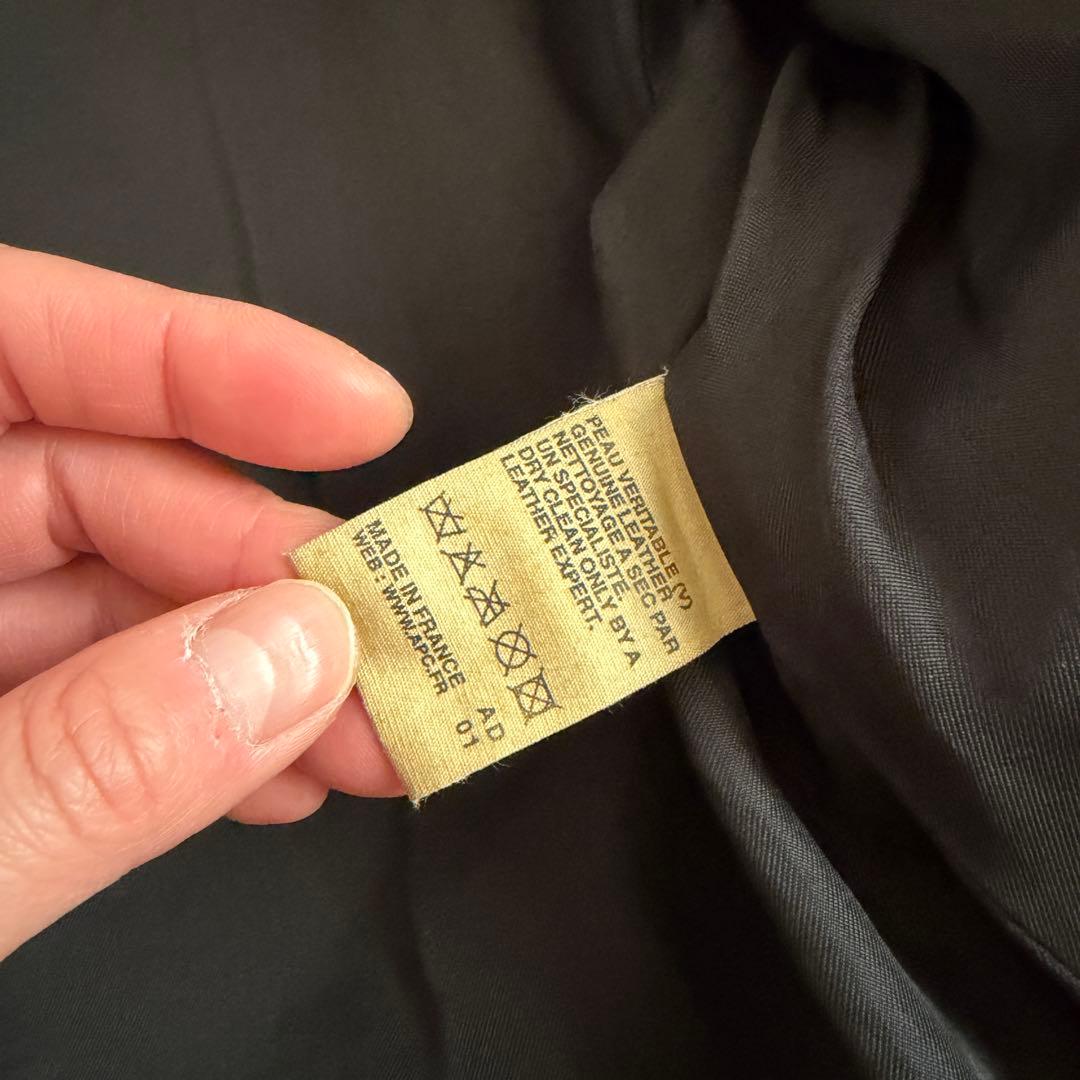 PEAU VERITABLE (V)
GENUINE LEATHER
NETTOYAGE A SEC PAR
UN SPECIALISTE.
DRY CLEAN ONLY BY A
LEATHER EXPERT.
MADE IN FRANCE AD
WEB : WWW.APC.FR 01